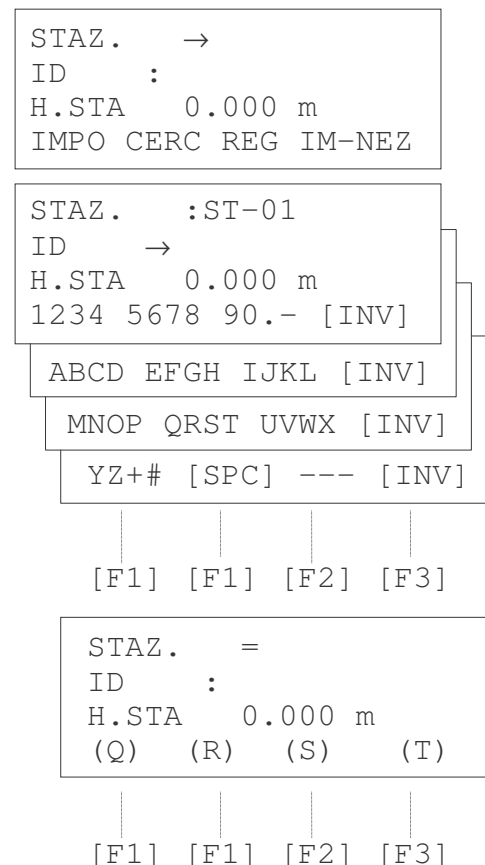 STAZ. →
ID :
H.STA 0.000 m
IMPO CERC REG IM-NEZ
STAZ. :ST-01
ID →
H.STA 0.000 m
1234 5678 90.- [INV]
ABCD EFGH IJKL [INV]
MNOP QRST UVWX [INV]
YZ+# [SPC] --- [INV]
[F1] [F1] [F2] [F3]
STAZ. =
ID :
H.STA 0.000 m
(Q) (R) (S) (T)
[F1] [F1] [F2] [F3]